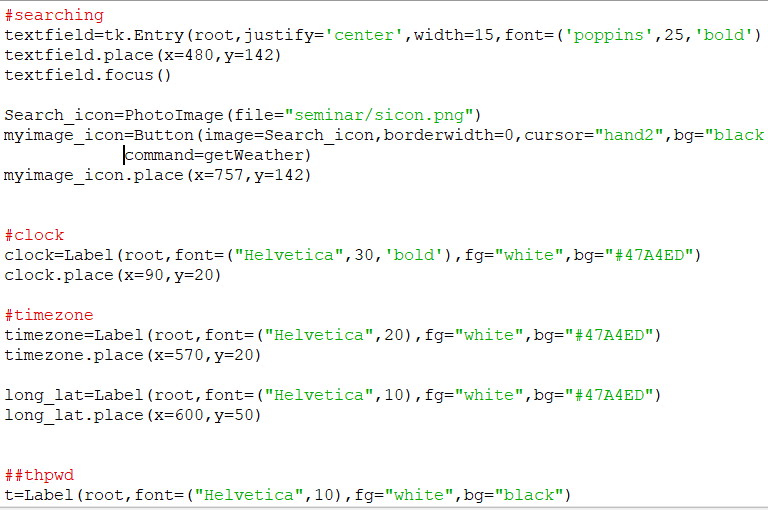 #searching
textfield=tk.Entry(root,justify='center',width=15,font=('poppins',25,'bold')
textfield.place(x=480,y=142)
textfield.focus()
Search_icon=PhotoImage(file="seminar/sicon.png")
myimage_icon=Button(image=Search_icon,borderwidth=0,cursor="hand2",bg="black
command=getWeather)
myimage_icon.place(x=757,y=142)
#clock
clock=Label(root,font=("Helvetica",30,'bold'),fg="white",bg="#47A4ED")
clock.place(x=90,y=20)
#timezone
timezone=Label(root,font=("Helvetica",20),fg="white",bg="#47A4ED")
timezone.place(x=570,y=20)
long_lat=Label(root,font=("Helvetica",10),fg="white",bg="#47A4ED")
long_lat.place(x=600,y=50)
##thpwd
t=Label(root,font=("Helvetica",10),fg="white",bg="black")